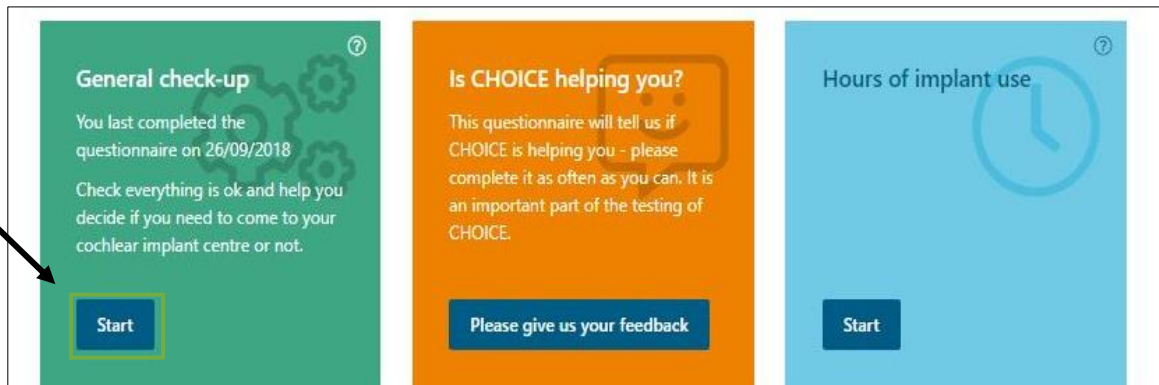 General check-up
You last completed the
questionnaire on 26/09/2018
Check everything is ok and help you
decide if you need to come to your
cochlear implant centre or not.
Start
Is CHOICE helping you?
This questionnaire will tell us if
CHOICE is helping you - please
complete it as often as you can. It is
an important part of the testing of
CHOICE.
Please give us your feedback
Hours of implant use
Start